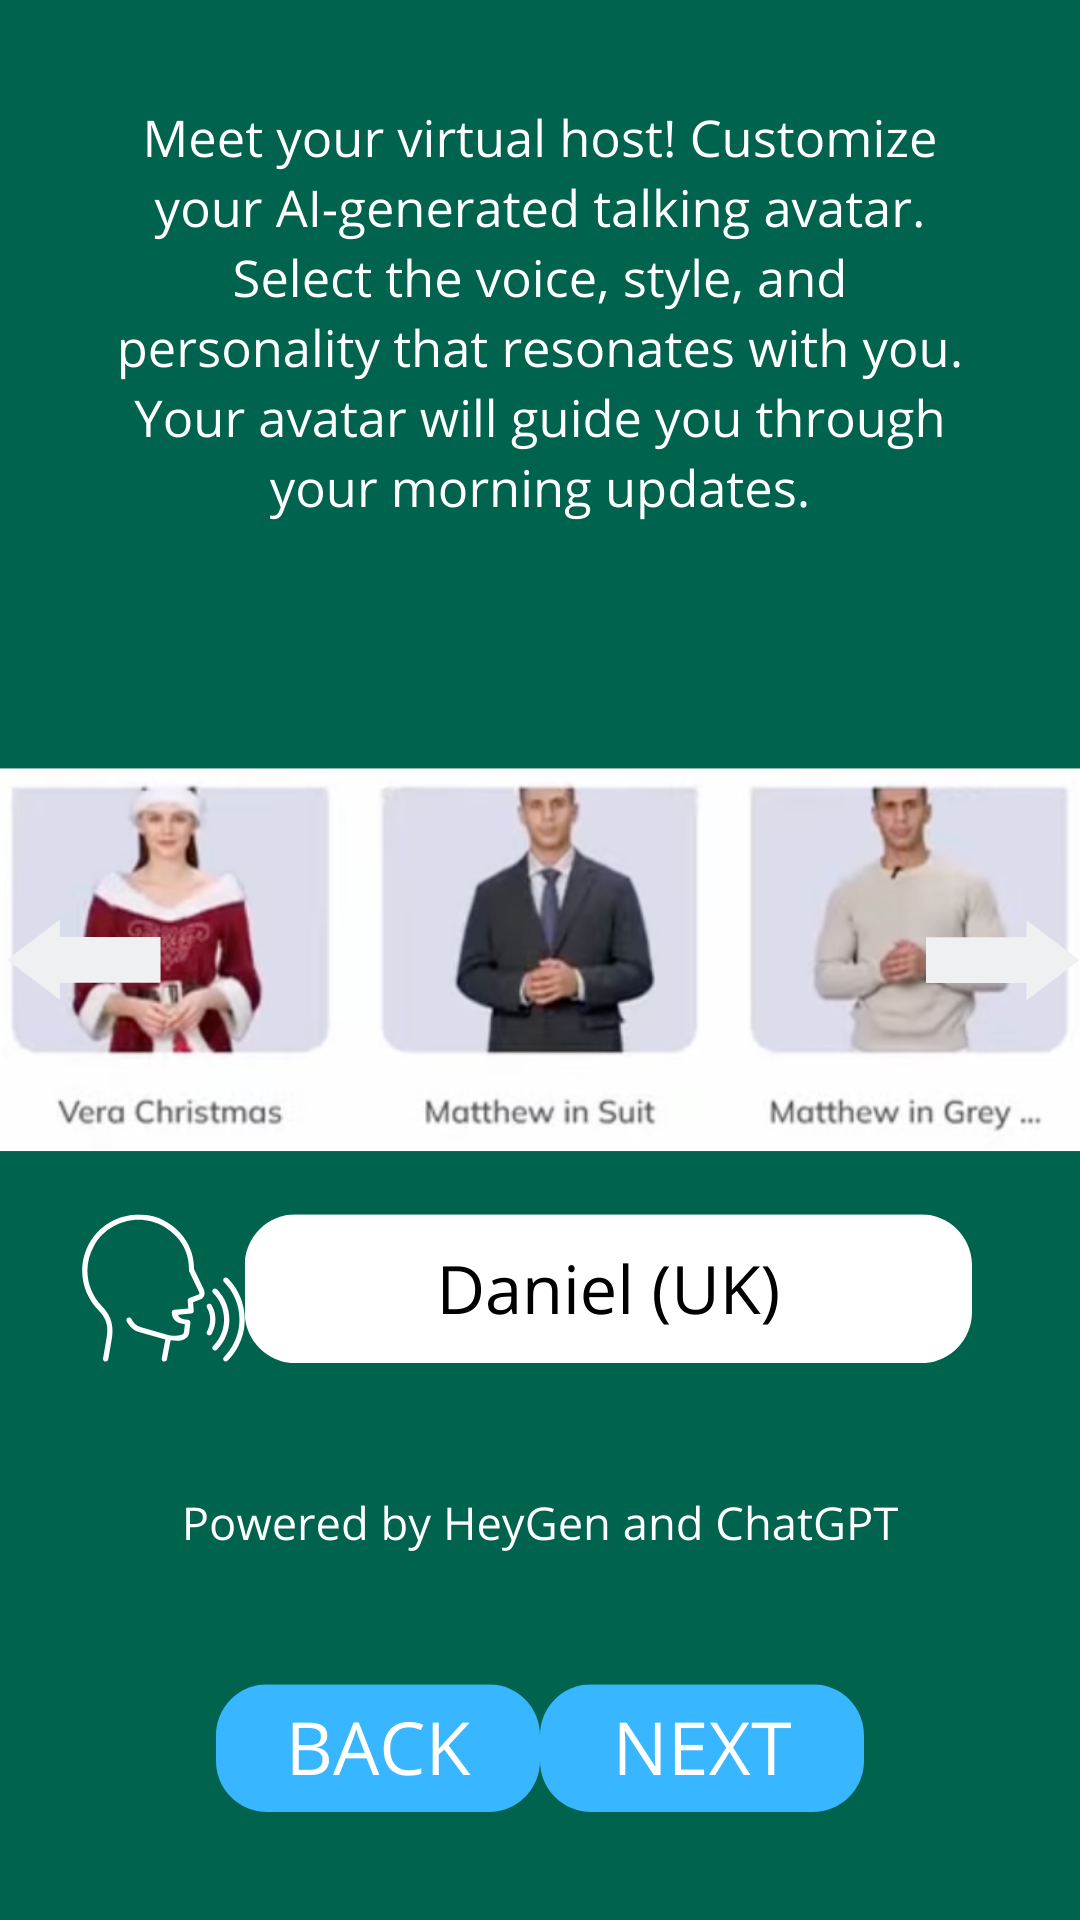 Meet your virtual host! Customize
your AI-generated talking avatar.
Select the voice, style, and
personality that resonates with you.
Your avatar will guide you through
your morning updates.
Vera Christmas
Matthew in Suit
Matthew in Grey ...
Daniel (UK)
Powered by HeyGen and ChatGPT
BACK
NEXT